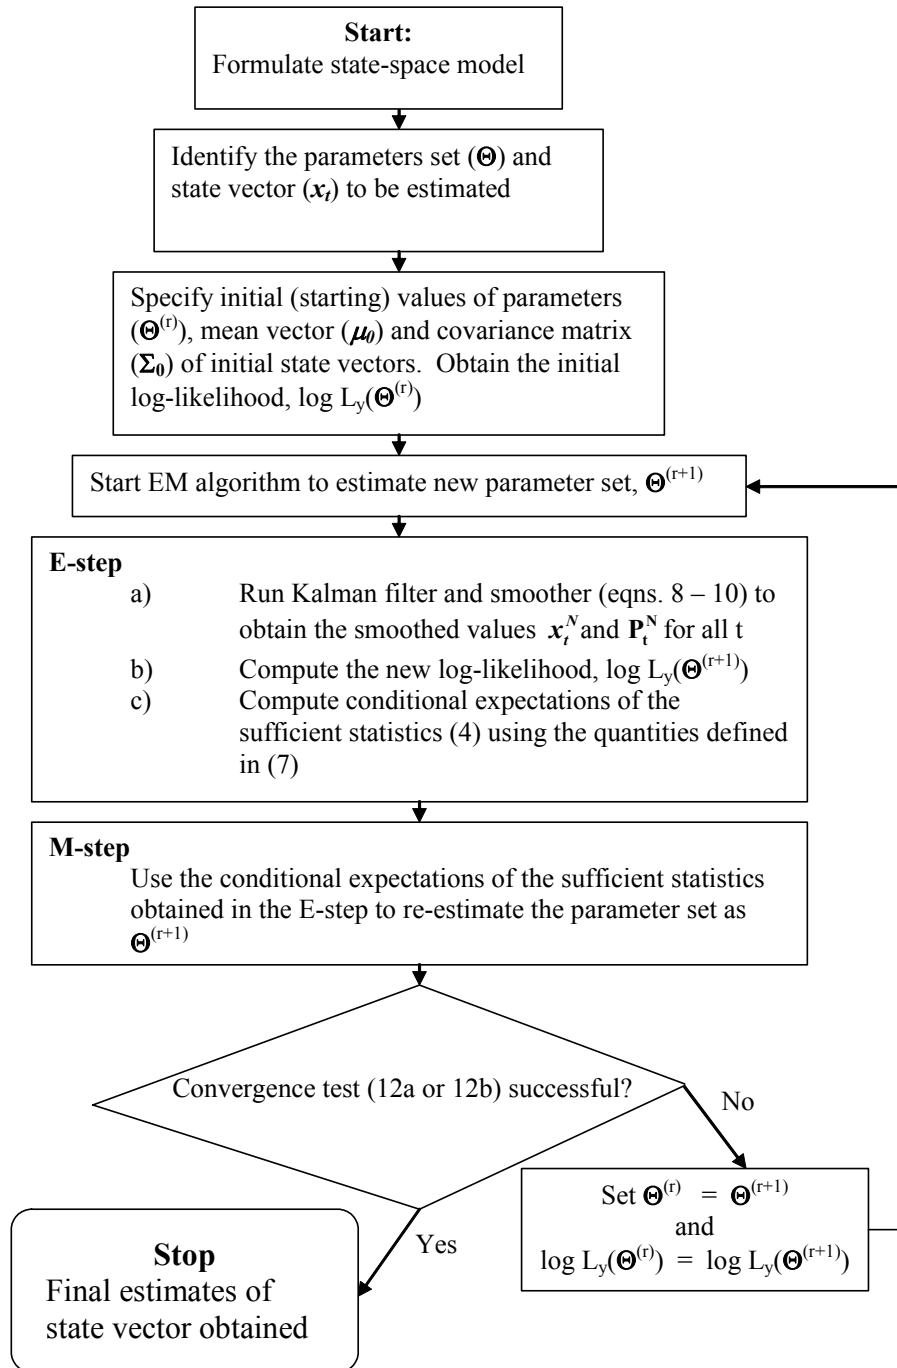 Start:
Formulate state-space model
Identify the parameters set (Θ) and
state vector (xₜ) to be estimated
Specify initial (starting) values of parameters
(Θ^(r)), mean vector (μ₀) and covariance matrix
(Σ₀) of initial state vectors. Obtain the initial
log-likelihood, log L_y(Θ^(r))
Start EM algorithm to estimate new parameter set, Θ^(r+1)
E-step
a) Run Kalman filter and smoother (eqns. 8 – 10) to
obtain the smoothed values x_t^N and P_t^N for all t
b) Compute the new log-likelihood, log L_y(Θ^(r+1))
c) Compute conditional expectations of the
sufficient statistics (4) using the quantities defined
in (7)
M-step
Use the conditional expectations of the sufficient statistics
obtained in the E-step to re-estimate the parameter set as
Θ^(r+1)
Convergence test (12a or 12b) successful?
No
Set Θ^(r) = Θ^(r+1)
and
log L_y(Θ^(r)) = log L_y(Θ^(r+1))
Yes
Stop
Final estimates of
state vector obtained